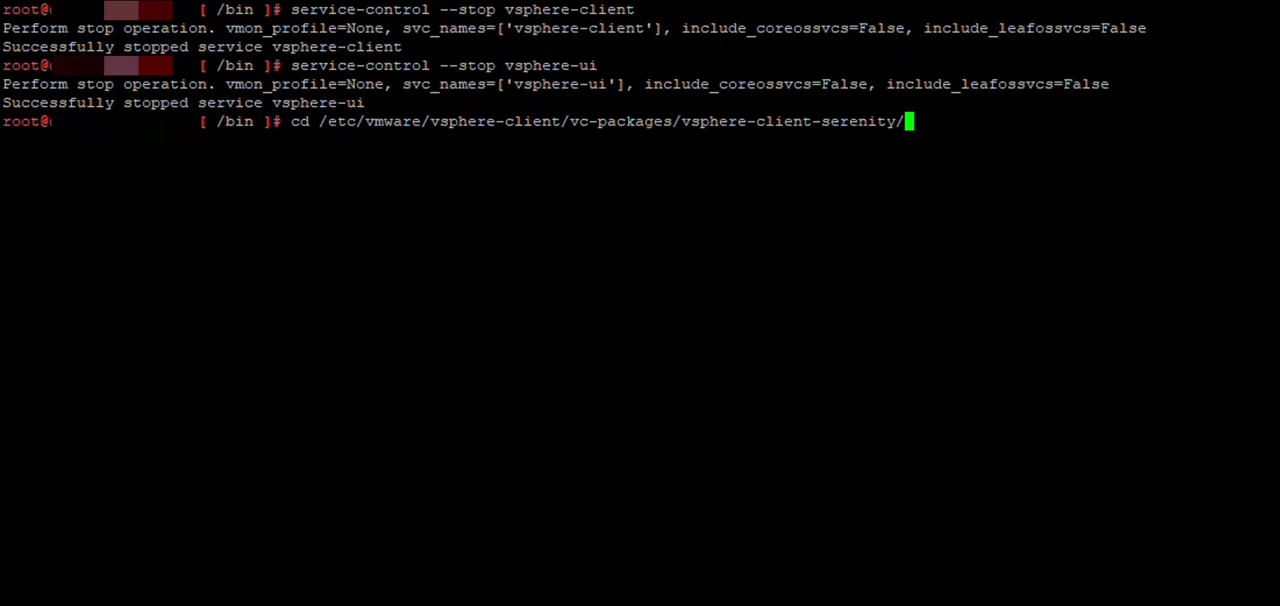 root@ [ /bin ]# service-control --stop vsphere-client
Perform stop operation. vmon_profile=None, svc_names=['vsphere-client'], include_coreossvcs=False, include_leafossvcs=False
Successfully stopped service vsphere-client
root@ [ /bin ]# service-control --stop vsphere-ui
Perform stop operation. vmon_profile=None, svc_names=['vsphere-ui'], include_coreossvcs=False, include_leafossvcs=False
Successfully stopped service vsphere-ui
root@ [ /bin ]# cd /etc/vmware/vsphere-client/vc-packages/vsphere-client-serenity/